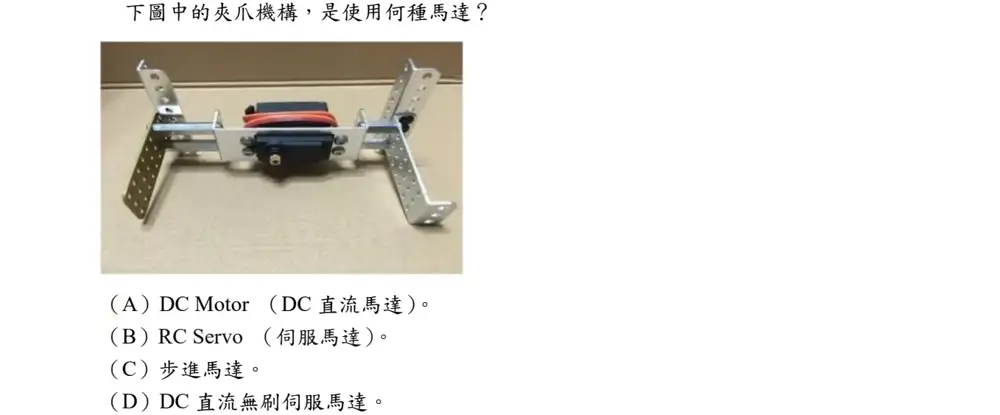 下圖中的夾爪機構，是使用何種馬達？
（A）DC Motor （DC 直流馬達）。
（B）RC Servo （伺服馬達）。
（C）步進馬達。
（D）DC 直流無刷伺服馬達。